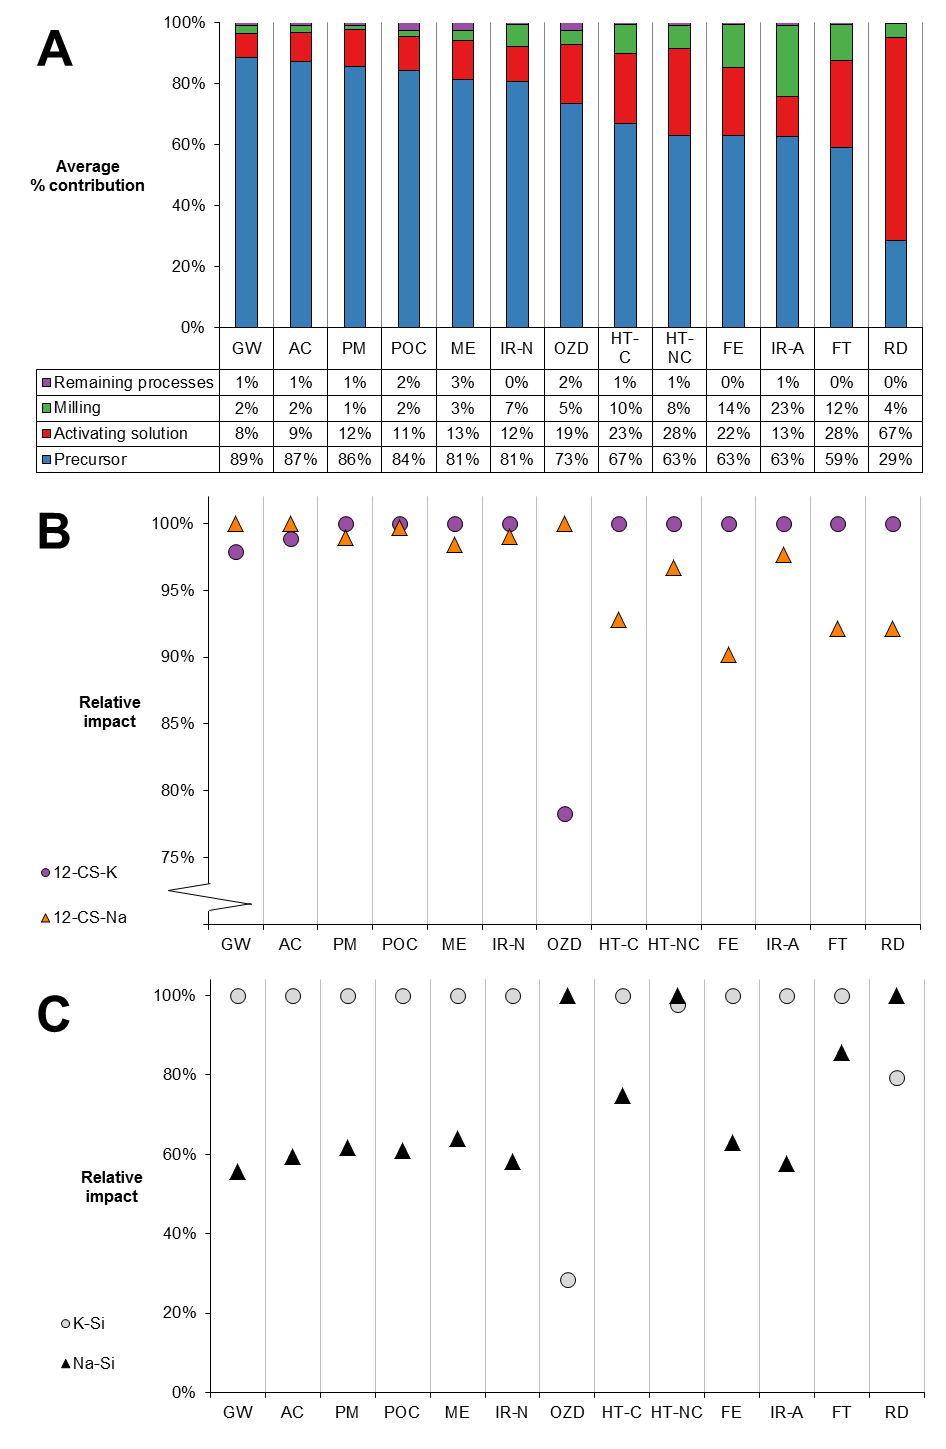 A
100%
80%
60%
40%
20%
0%
Average
% contribution
GW AC PM POC ME IR-N OZD HT-C HT-NC FE IR-A FT RD
Remaining processes 1% 1% 1% 2% 3% 0% 2% 1% 1% 0% 1% 0% 0%
Milling 2% 2% 1% 2% 3% 7% 5% 10% 8% 14% 23% 12% 4%
Activating solution 8% 9% 12% 11% 13% 12% 19% 23% 28% 22% 13% 28% 67%
Precursor 89% 87% 86% 84% 81% 81% 73% 67% 63% 63% 63% 59% 29%
B
100%
95%
90%
85%
80%
75%
Relative
impact
12-CS-K
12-CS-Na
GW AC PM POC ME IR-N OZD HT-C HT-NC FE IR-A FT RD
C
100%
80%
60%
40%
20%
0%
Relative
impact
K-Si
Na-Si
GW AC PM POC ME IR-N OZD HT-C HT-NC FE IR-A FT RD